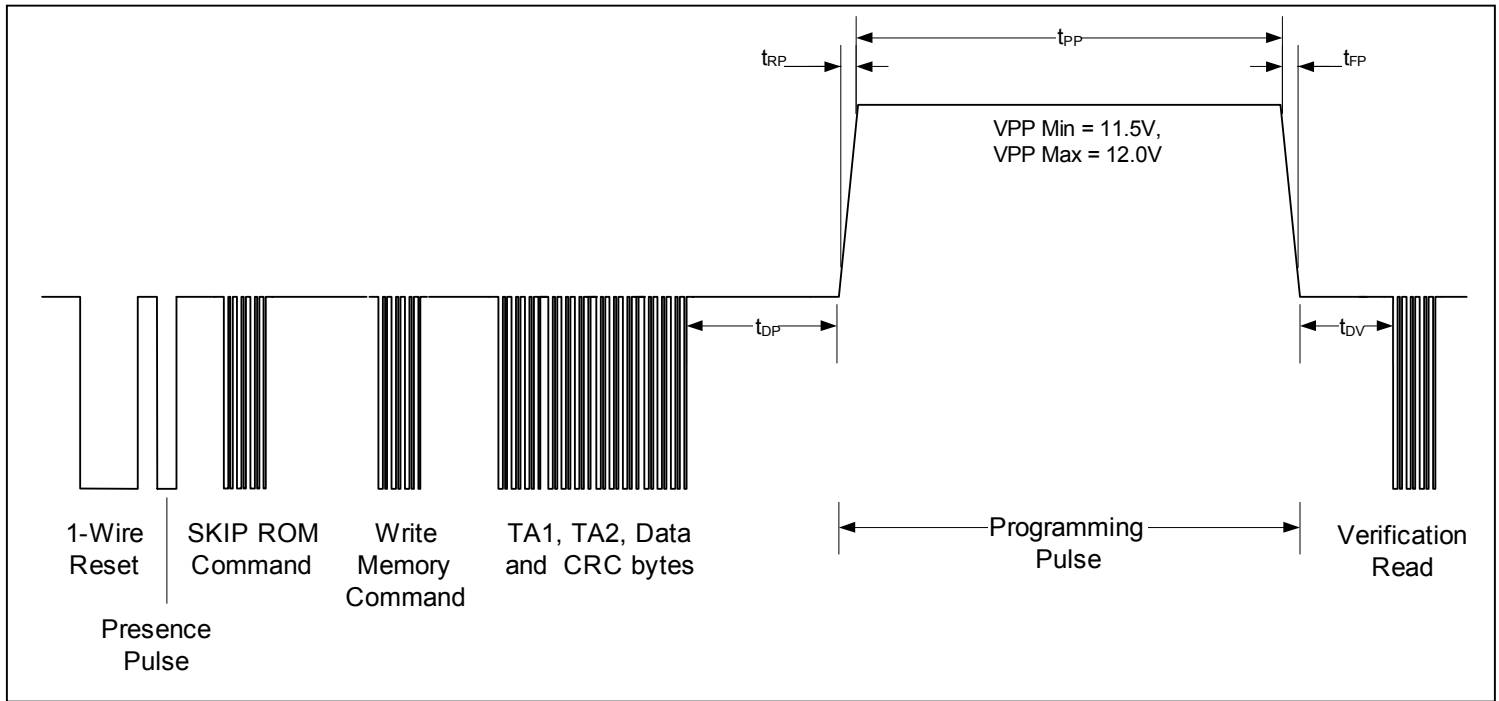 tPP
tRP
tFP
VPP Min = 11.5V,
VPP Max = 12.0V
tDP
tDV
1-Wire
Reset
SKIP ROM
Command
Write
Memory
Command
TA1, TA2, Data
and CRC bytes
Programming
Pulse
Verification
Read
Presence
Pulse